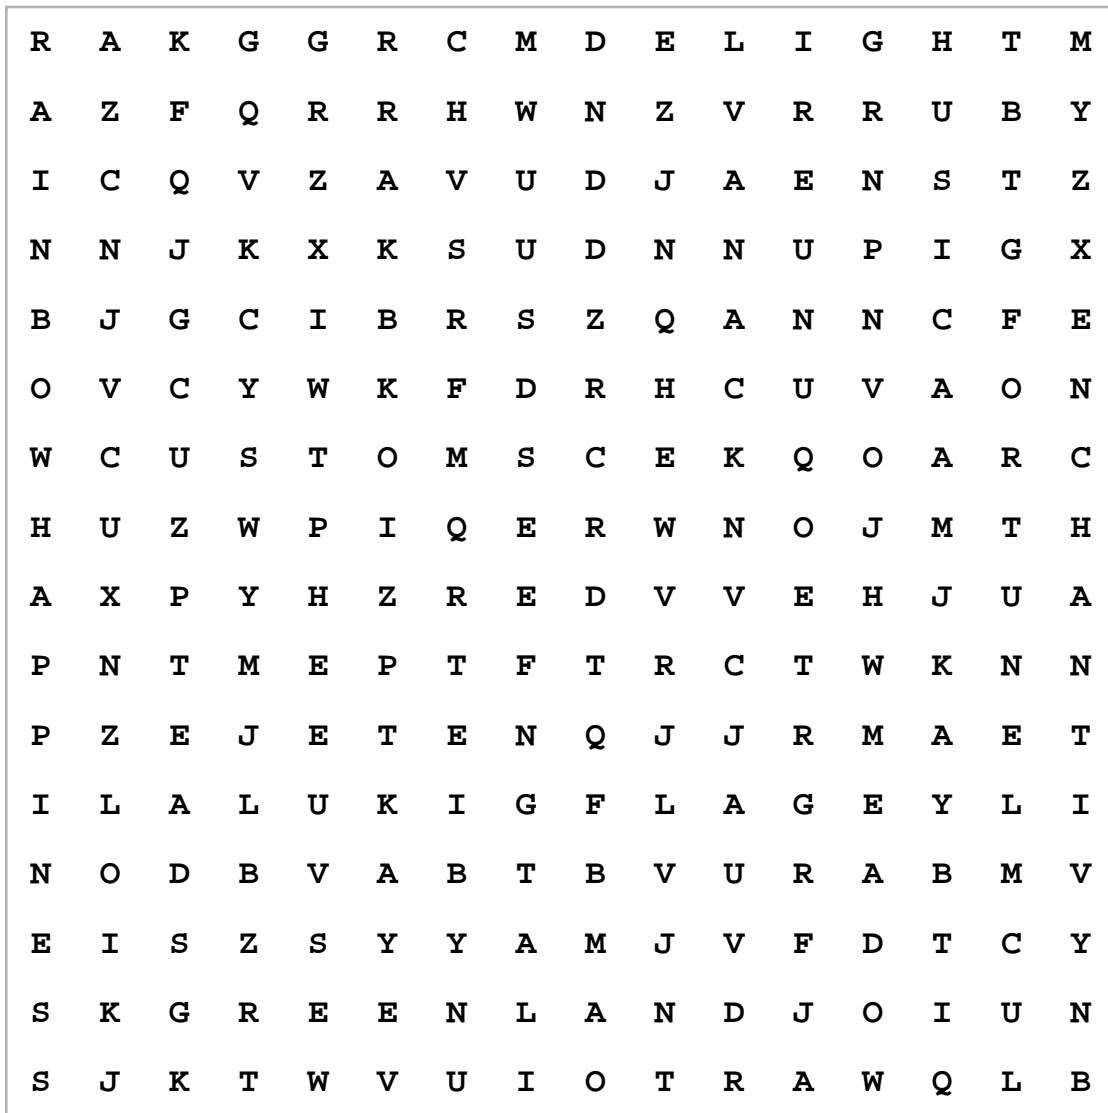 R A K G G R C M D E L I G H T M
A Z F Q R R H W N Z V R R U B Y
I C Q V Z A V U D J A E N S T Z
N N J K X K S U D N N U P I G X
B J G C I B R S Z Q A N N C F E
O V C Y W K F D R H C U V A O N
W C U S T O M S C E K Q O A R C
H U Z W P I Q E R W N O J M T H
A X P Y H Z R E D V V E H J U A
P N T M E P T F T R C T W K N N
P Z E J E T E N Q J J R M A E T
I L A L U K I G F L A G E Y L I
N O D B V A B T B V U R A B M V
E I S Z S Y Y A M J V F D T C Y
S K G R E E N L A N D J O I U N
S J K T W V U I O T R A W Q L B